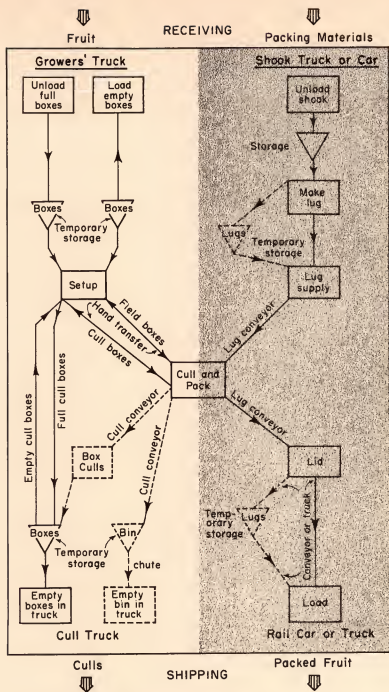 RECEIVING
Fruit
Packing Materials
Growers' Truck
Shook Truck or Car
Unload
full
boxes
Load
empty
boxes
Unload
shook
Storage
Make
lug
Boxes
Boxes
Temporary
storage
Lugs
Temporary
storage
Setup
Lug
supply
Field boxes
Hand transfer
Cull boxes
Lug conveyor
Full cull boxes
Empty cull boxes
Cull and
Pack
Cull conveyor
Cull conveyor
Lug conveyor
Box
Culls
Lid
Boxes
Bin
Temporary
storage
chute
Temp-
orary
storage
Lugs
Conveyor or truck
Empty
boxes in
truck
Empty
bin in
truck
Load
Cull Truck
Rail Car or Truck
Culls
SHIPPING
Packed Fruit